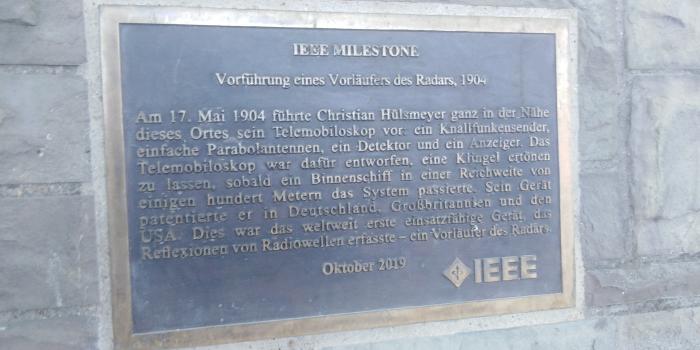 IEEE MILESTONE
Vorführung eines Vorläufers des Radars, 1904
Am 17. Mai 1904 führte Christian Hülsmeyer ganz in der Nähe
dieses Ortes sein Telemobiloskop vor: ein Knallfunkensender,
einfache Parabolantennen, ein Detektor und ein Anzeiger. Das
Telemobiloskop war dafür entworfen, eine Klingel ertönen
zu lassen, sobald ein Binnenschiff in einer Reichweite von
einigen hundert Metern das System passierte. Sein Gerät
patentierte er in Deutschland, Großbritannien und den
USA. Dies war das weltweit erste einsatzfähige Gerät, das
Reflexionen von Radiowellen erfasste – ein Vorläufer des Radars.
Oktober 2019
IEEE